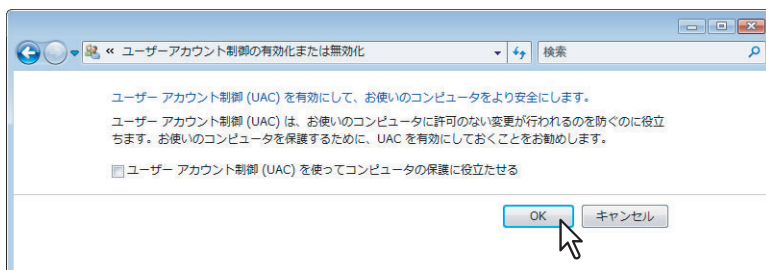 « ユーザーアカウント制御の有効化または無効化
検索
ユーザー アカウント制御 (UAC) を有効にして、お使いのコンピュータをより安全にします。
ユーザー アカウント制御 (UAC) は、お使いのコンピュータに許可のない変更が行われるのを防ぐのに役立
ちます。お使いのコンピュータを保護するために、UAC を有効にしておくことをお勧めします。
ユーザー アカウント制御 (UAC) を使ってコンピュータの保護に役立たせる
OK
キャンセル